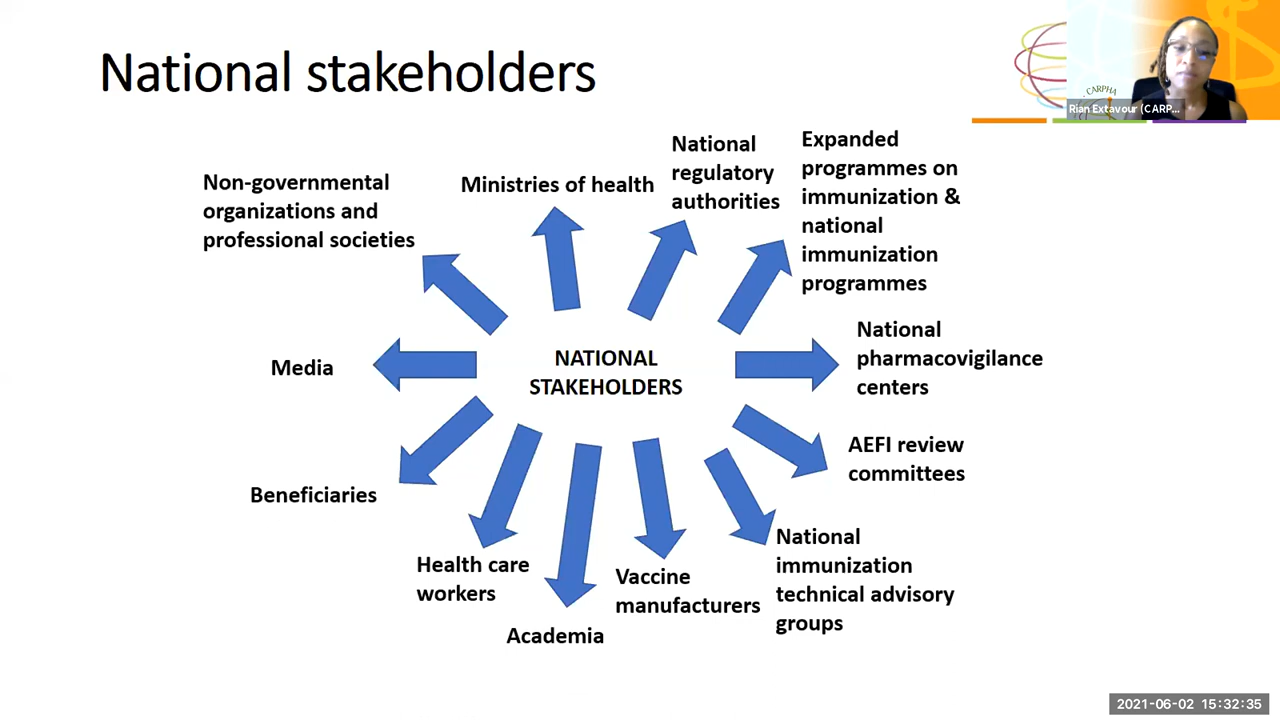 National stakeholders
CARPHA
Rian Extavour (CARP...
Non-governmental
organizations and
professional societies
Ministries of health
National
regulatory
authorities
Expanded
programmes on
immunization &
national
immunization
programmes
Media
NATIONAL
STAKEHOLDERS
National
pharmacovigilance
centers
AEFI review
committees
Beneficiaries
Health care
workers
Academia
Vaccine
manufacturers
National
immunization
technical advisory
groups
2021-06-02 15:32:35